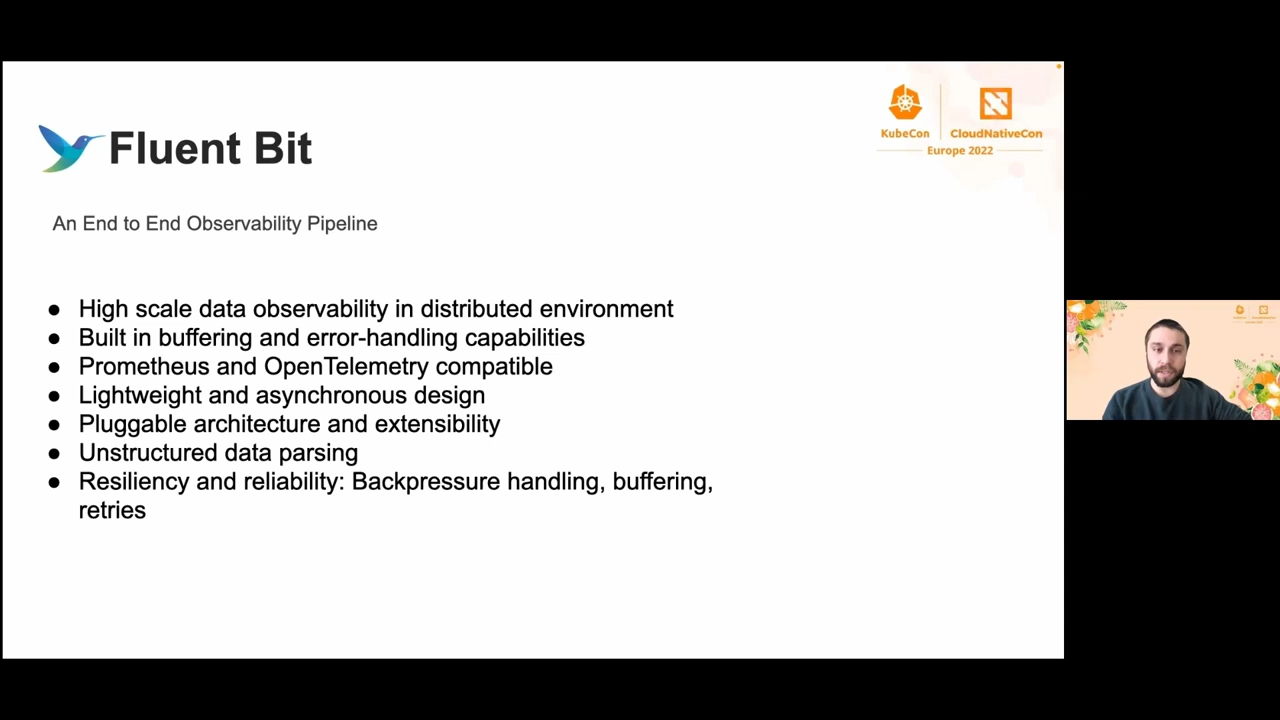 Fluent Bit
KubeCon
CloudNativeCon
Europe 2022
An End to End Observability Pipeline
● High scale data observability in distributed environment
● Built in buffering and error-handling capabilities
● Prometheus and OpenTelemetry compatible
● Lightweight and asynchronous design
● Pluggable architecture and extensibility
● Unstructured data parsing
● Resiliency and reliability: Backpressure handling, buffering,
retries